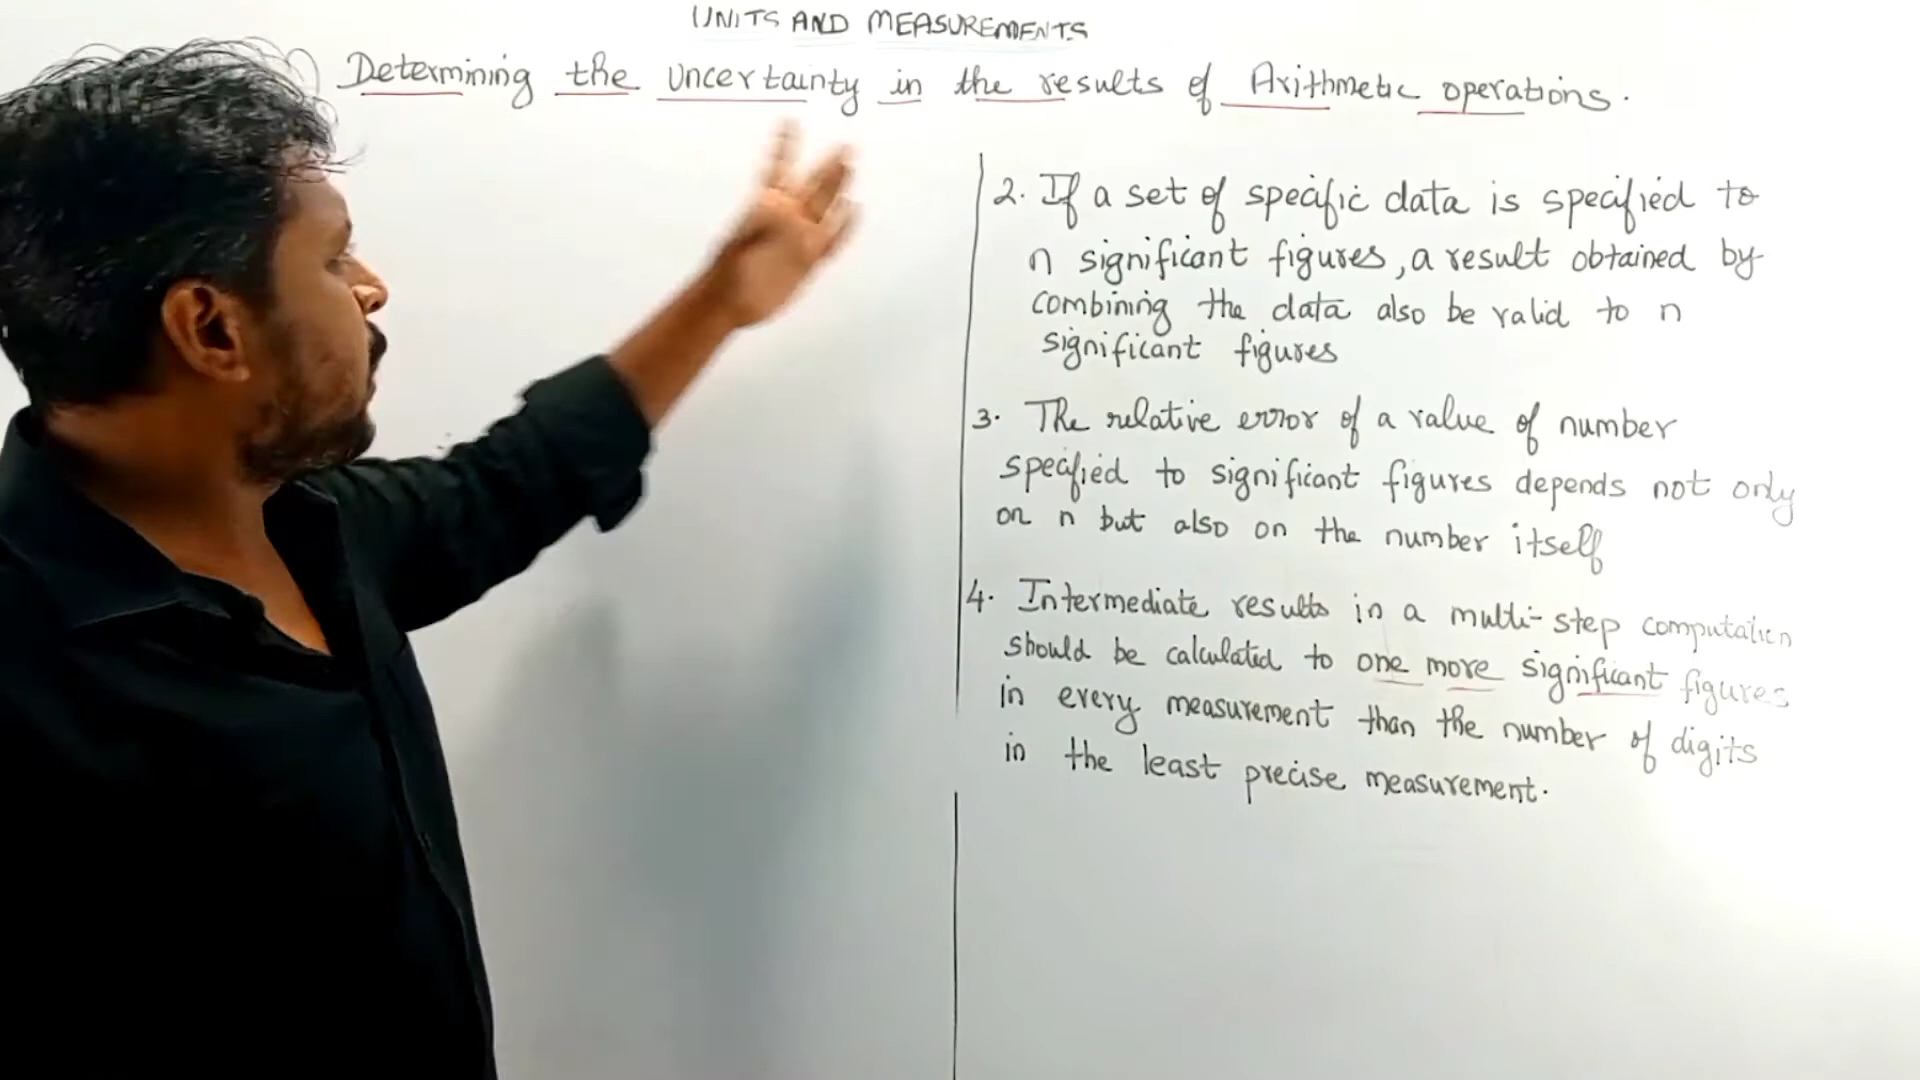 UNITS AND MEASUREMENTS
Determining the Uncertainty in the results of Arithmetic operations.
2. If a set of specific data is specified to
n significant figures, a result obtained by
combining the data also be valid to n
significant figures
3. The relative error of a value of number
specified to significant figures depends not only
on n but also on the number itself
4. Intermediate results in a multi-step computation
should be calculated to one more significant figures
in every measurement than the number of digits
in the least precise measurement.